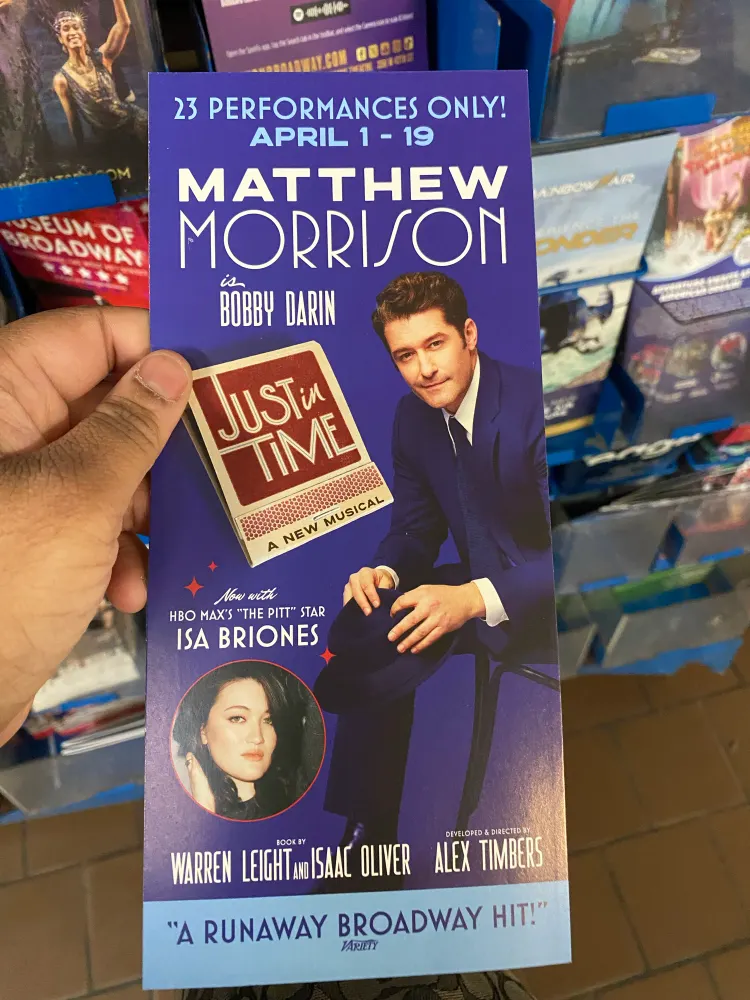 23 PERFORMANCES ONLY!
APRIL 1 - 19
MATTHEW
MORRISON
is
BOBBY DARIN
JUST in
TIME
A NEW MUSICAL
Now with
HBO MAX'S "THE PITT" STAR
ISA BRIONES
BOOK BY
WARREN LEIGHT AND ISAAC OLIVER
DEVELOPED & DIRECTED BY
ALEX TIMBERS
"A RUNAWAY BROADWAY HIT!"
VARIETY
MUSEUM OF
BROADWAY